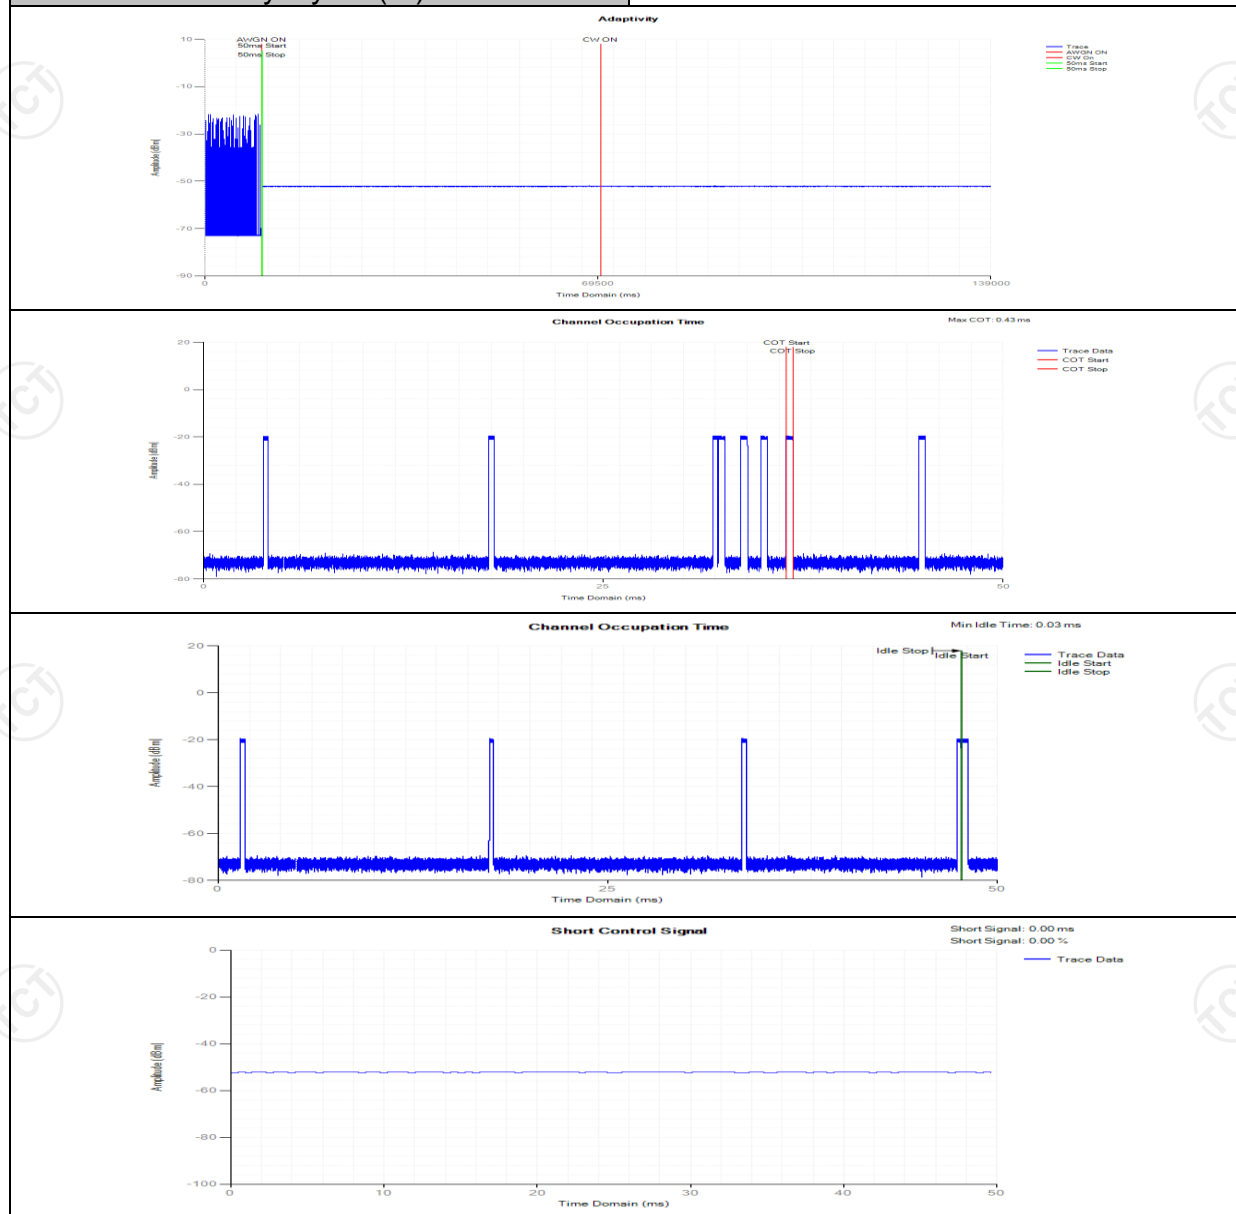 Adaptivity
10
-10
-30
-50
-70
-90
Amplitude (dBm)
AWGN ON
50ms Start
50ms Stop
CW ON
Trace
AWGN ON
CW On
50ms Start
50ms Stop
0
69500
139000
Time Domain (ms)
Channel Occupation Time
Max COT: 0.43 ms
20
0
-20
-40
-60
-80
Amplitude (dBm)
COT Start
COT Stop
Trace Data
COT Start
COT Stop
0
25
50
Time Domain (ms)
Channel Occupation Time
Min Idle Time: 0.03 ms
20
0
-20
-40
-60
-80
Amplitude (dBm)
Idle Stop
Idle Start
Trace Data
Idle Start
Idle Stop
0
25
50
Time Domain (ms)
Short Control Signal
Short Signal: 0.00 ms
Short Signal: 0.00 %
Trace Data
0
-20
-40
-60
-80
-100
Amplitude (dBm)
0
10
20
30
40
50
Time Domain (ms)
TCT
TCT
TCT
TCT